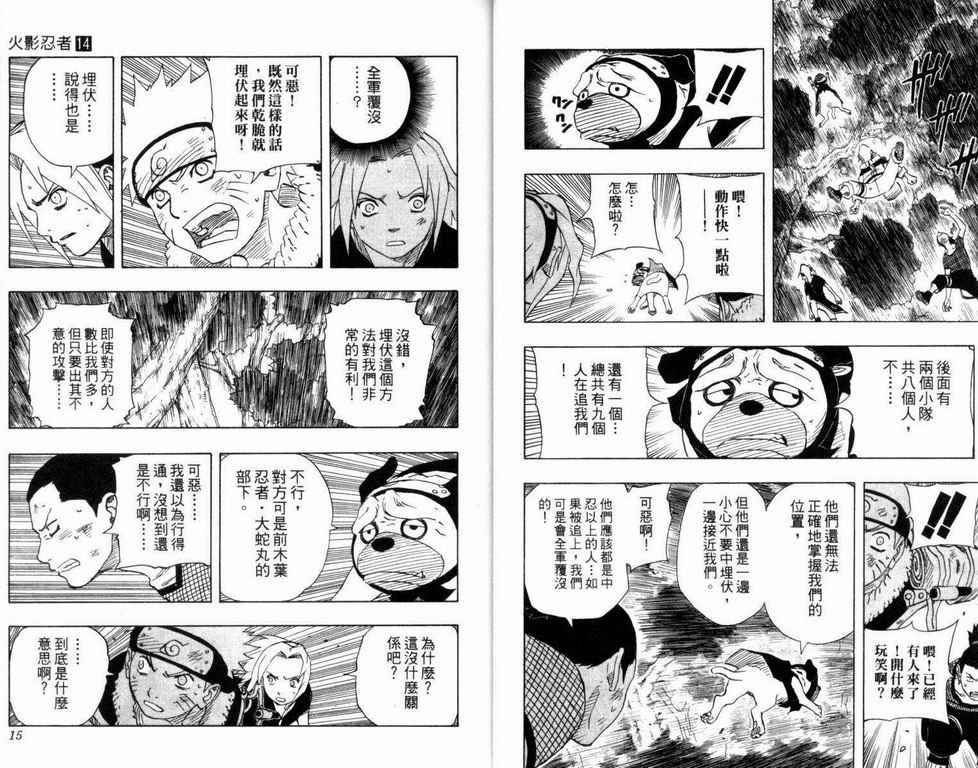 !!
クンクン
喂！
動作快一點啦
——！
怎…
怎麼啦？
後面有
兩個小隊
共八個人，
不…
還有一個…
總共有九個
人在追我們
!!
喂！已經
有人來了
！開什麼
玩笑啊？
他們還無法
正確地掌握我們的
位置，
但他們還是一邊
小心不要中埋伏，
一邊接近我們。
可惡啊！
他們應該都是中
忍以上的人…如
果被追上，我們
可是會全軍覆沒
的！
火影忍者14
全軍覆沒
……？
可惡！
既然這樣的話
，我們乾脆就
埋伏起來呀！
埋伏……
說得也是
沒錯，
埋伏這個方
法對我們非
常的有利！
即使對方的人
數比我們多，
但只要出其不
意的攻擊……
不行，
對方可是前木葉
忍者・大蛇丸的
部下。
可惡……
我還以為行得
通，沒想到還
是不行啊……
為什麼？
這沒什麼關
係吧？
到底是什麼
意思啊？
15